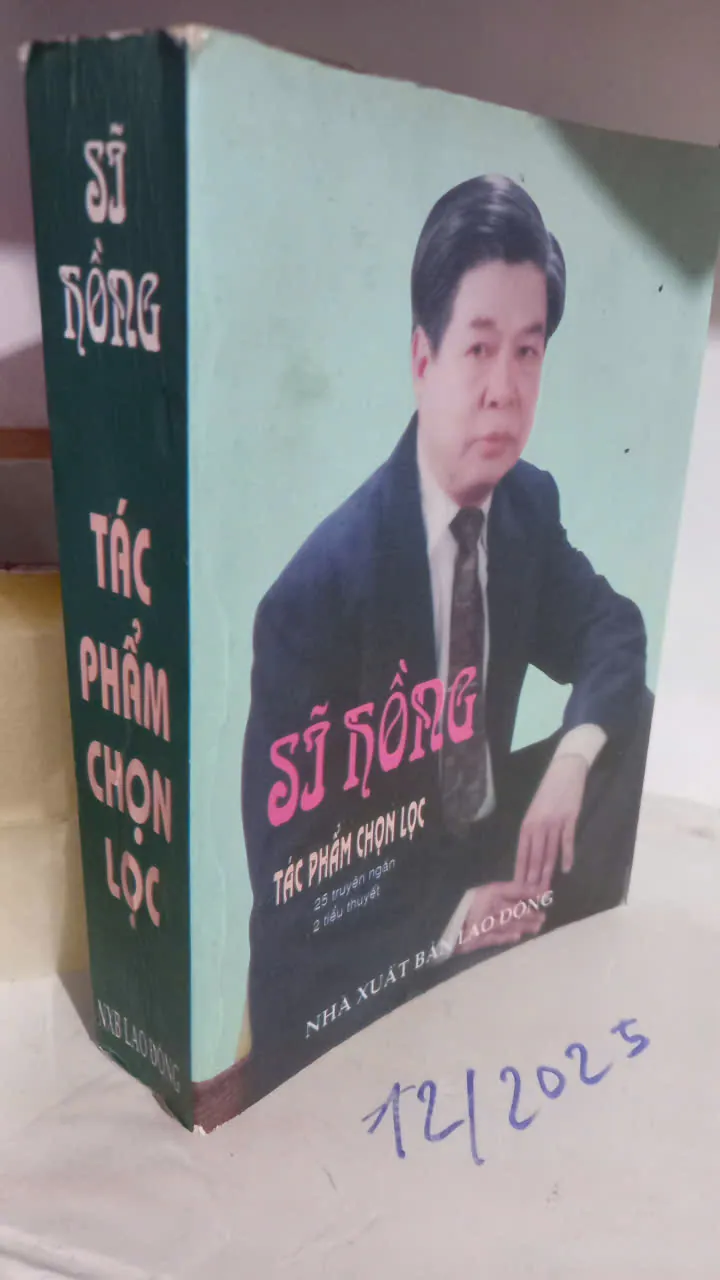 SĨ
HỒNG
TÁC
PHẨM
CHỌN
LỌC
NXB LAO ĐỘNG
SĨ HỒNG
TÁC PHẨM CHỌN LỌC
25 truyện ngắn
2 tiểu thuyết
NHÀ XUẤT BẢN LAO ĐỘNG
12/2025